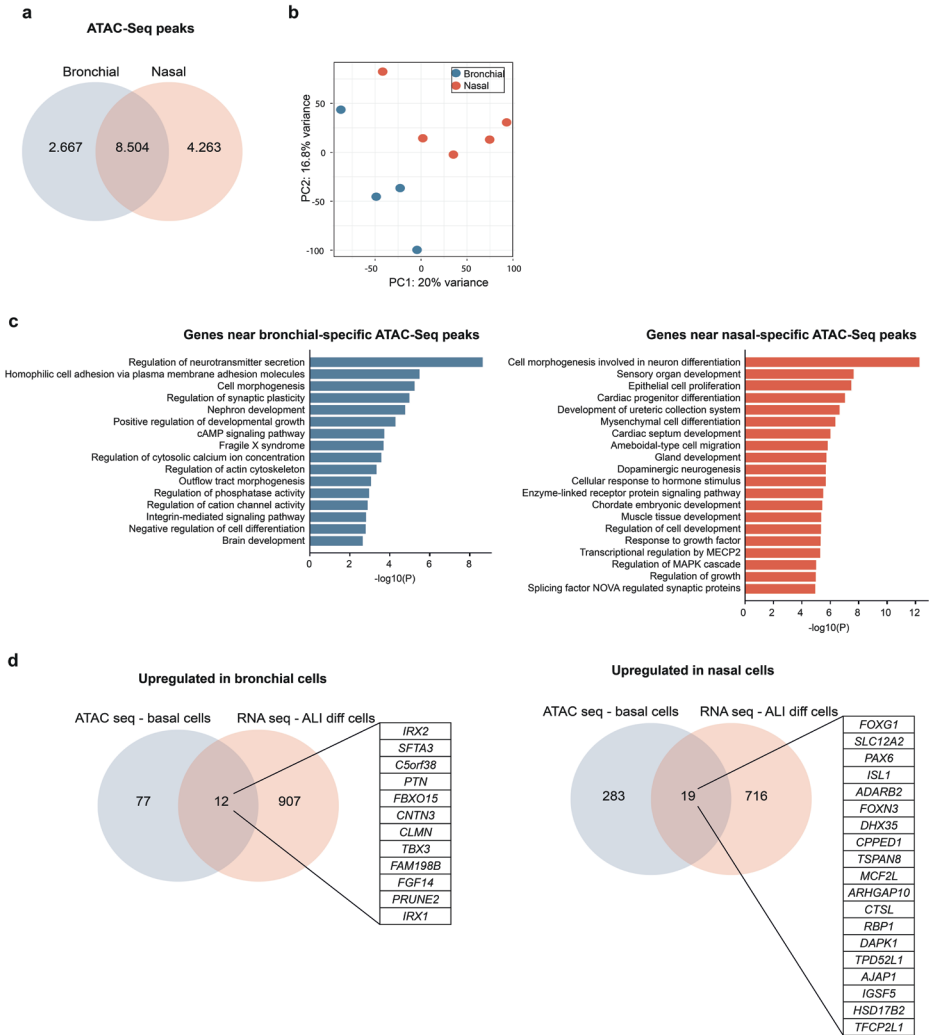 a
ATAC-Seq peaks
Bronchial Nasal
2.667 8.504 4.263
b
Bronchial
Nasal
50
0
-50
-100
PC2: 16.8% variance
-50 0 50 100
PC1: 20% variance
c
Genes near bronchial-specific ATAC-Seq peaks
Regulation of neurotransmitter secretion
Homophilic cell adhesion via plasma membrane adhesion molecules
Cell morphogenesis
Regulation of synaptic plasticity
Nephron development
Positive regulation of developmental growth
cAMP signaling pathway
Fragile X syndrome
Regulation of cytosolic calcium ion concentration
Regulation of actin cytoskeleton
Outflow tract morphogenesis
Regulation of phosphatase activity
Regulation of cation channel activity
Integrin-mediated signaling pathway
Negative regulation of cell differentiation
Brain development
0 2 4 6 8
-log10(P)
Genes near nasal-specific ATAC-Seq peaks
Cell morphogenesis involved in neuron differentiation
Sensory organ development
Epithelial cell proliferation
Cardiac progenitor differentiation
Development of ureteric collection system
Mysenchymal cell differentiation
Cardiac septum development
Ameboidal-type cell migration
Gland development
Dopaminergic neurogenesis
Cellular response to hormone stimulus
Enzyme-linked receptor protein signaling pathway
Chordate embryonic development
Muscle tissue development
Regulation of cell development
Response to growth factor
Transcriptional regulation by MECP2
Regulation of MAPK cascade
Regulation of growth
Splicing factor NOVA regulated synaptic proteins
0 2 4 6 8 10 12
-log10(P)
d
Upregulated in bronchial cells
ATAC seq - basal cells RNA seq - ALI diff cells
77 12 907
IRX2
SFTA3
C5orf38
PTN
FBXO15
CNTN3
CLMN
TBX3
FAM198B
FGF14
PRUNE2
IRX1
Upregulated in nasal cells
ATAC seq - basal cells RNA seq - ALI diff cells
283 19 716
FOXG1
SLC12A2
PAX6
ISL1
ADARB2
FOXN3
DHX35
CPPED1
TSPAN8
MCF2L
ARHGAP10
CTSL
RBP1
DAPK1
TPD52L1
AJAP1
IGSF5
HSD17B2
TFCP2L1